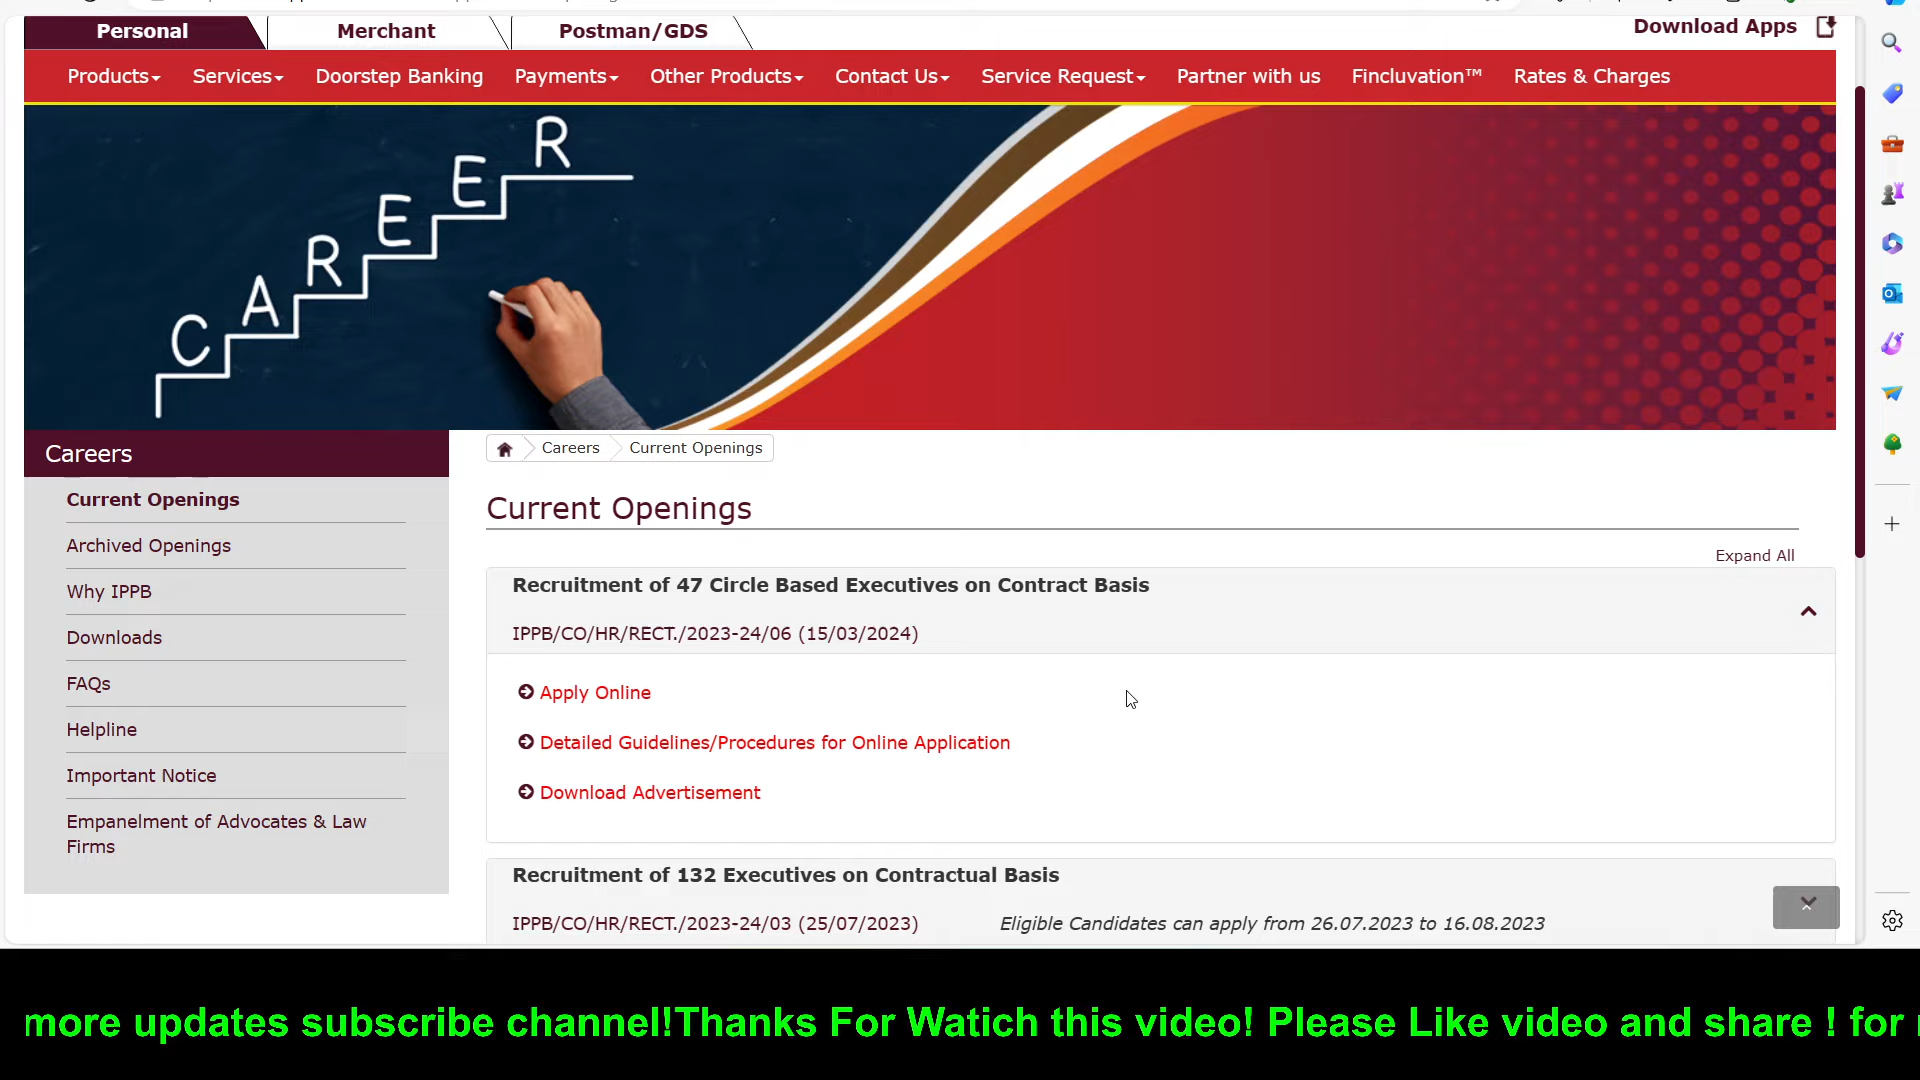 Personal
Merchant
Postman/GDS
Download Apps
Products
Services
Doorstep Banking
Payments
Other Products
Contact Us
Service Request
Partner with us
Fincluvation™
Rates & Charges
C A R E E R
Careers
Current Openings
Archived Openings
Why IPPB
Downloads
FAQs
Helpline
Important Notice
Empanelment of Advocates & Law
Firms
Careers
Current Openings
Current Openings
Expand All
Recruitment of 47 Circle Based Executives on Contract Basis
IPPB/CO/HR/RECT./2023-24/06 (15/03/2024)
Apply Online
Detailed Guidelines/Procedures for Online Application
Download Advertisement
Recruitment of 132 Executives on Contractual Basis
IPPB/CO/HR/RECT./2023-24/03 (25/07/2023)
Eligible Candidates can apply from 26.07.2023 to 16.08.2023
more updates subscribe channel!Thanks For Watich this video! Please Like video and share ! for